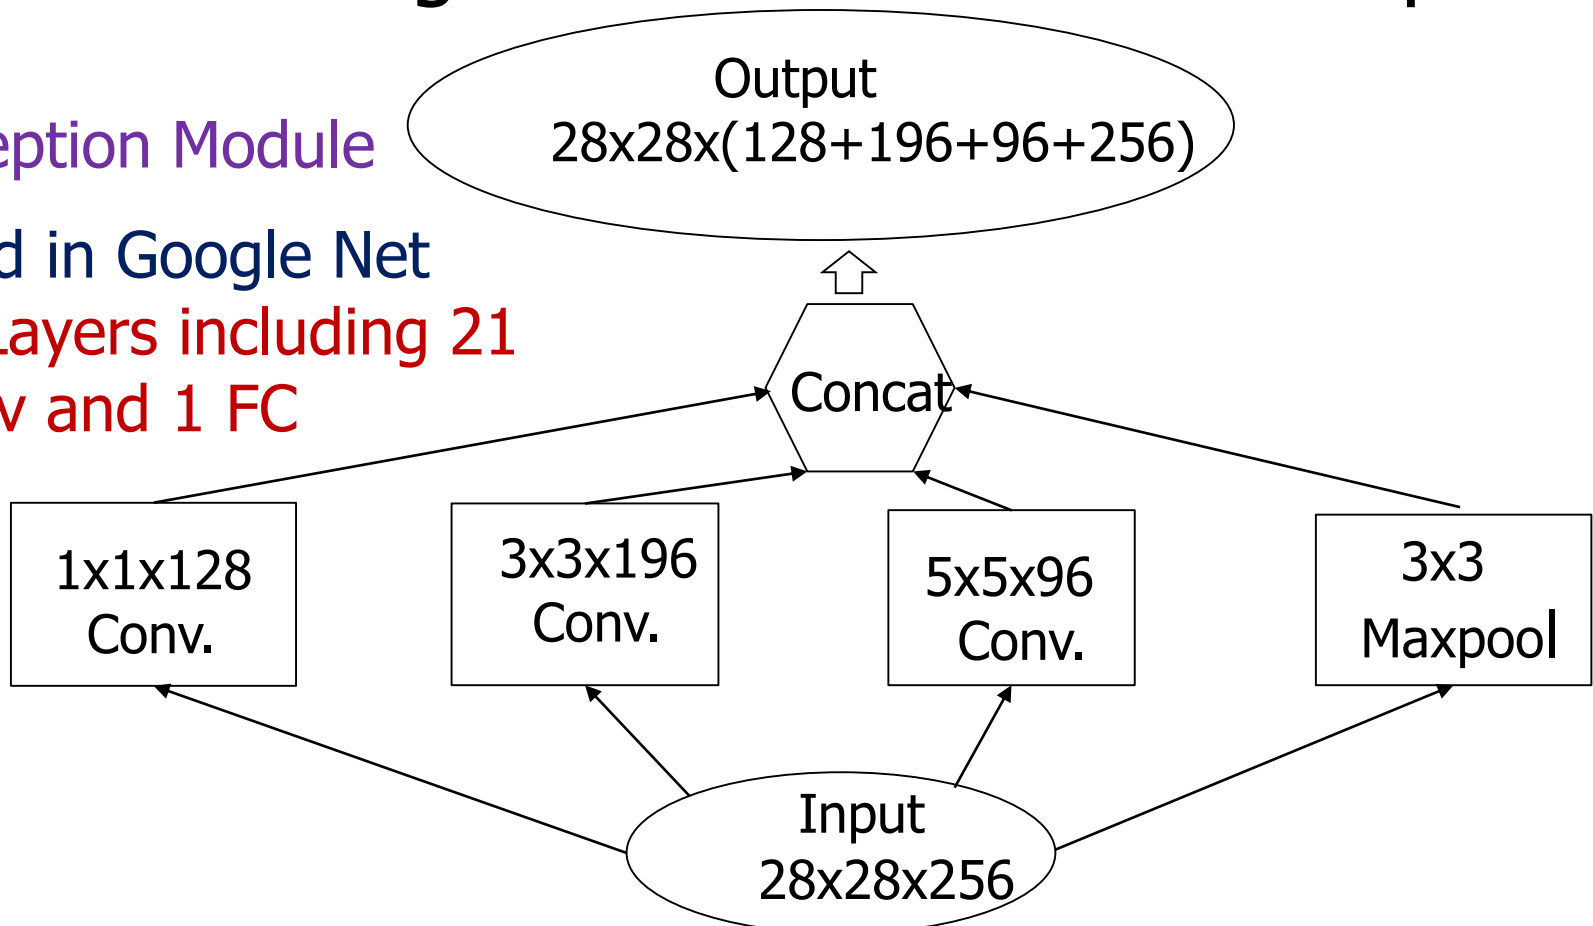 Output
28x28x(128+196+96+256)
eption Module
d in Google Net
Layers including 21
v and 1 FC
Concat
1x1x128
Conv.
3x3x196
Conv.
5x5x96
Conv.
3x3
Maxpool
Input
28x28x256